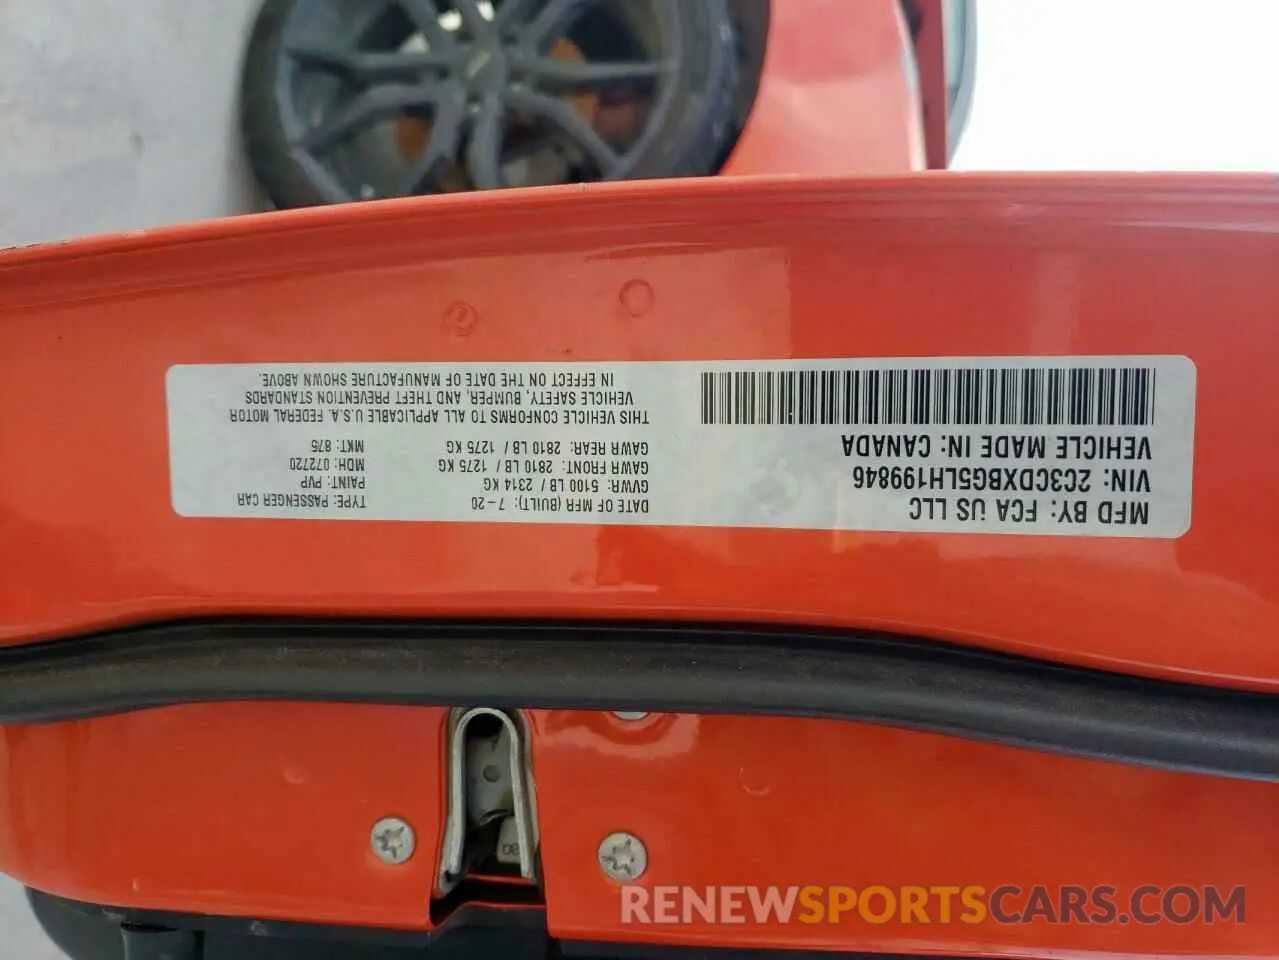 MFD BY: FCA US LLC
VIN: 2C3CDXBG5LH199846
VEHICLE MADE IN: CANADA
DATE OF MFR (BUILT): 7-20
GVWR: 5100 LB / 2314 KG
GAWR FRONT: 2810 LB / 1275 KG
GAWR REAR: 2810 LB / 1275 KG
TYPE: PASSENGER CAR
PAINT: PVP
MDH: 072720
MKT: 875
THIS VEHICLE CONFORMS TO ALL APPLICABLE U.S.A. FEDERAL MOTOR
VEHICLE SAFETY, BUMPER, AND THEFT PREVENTION STANDARDS
IN EFFECT ON THE DATE OF MANUFACTURE SHOWN ABOVE.
RENEWSPORTSCARS.COM